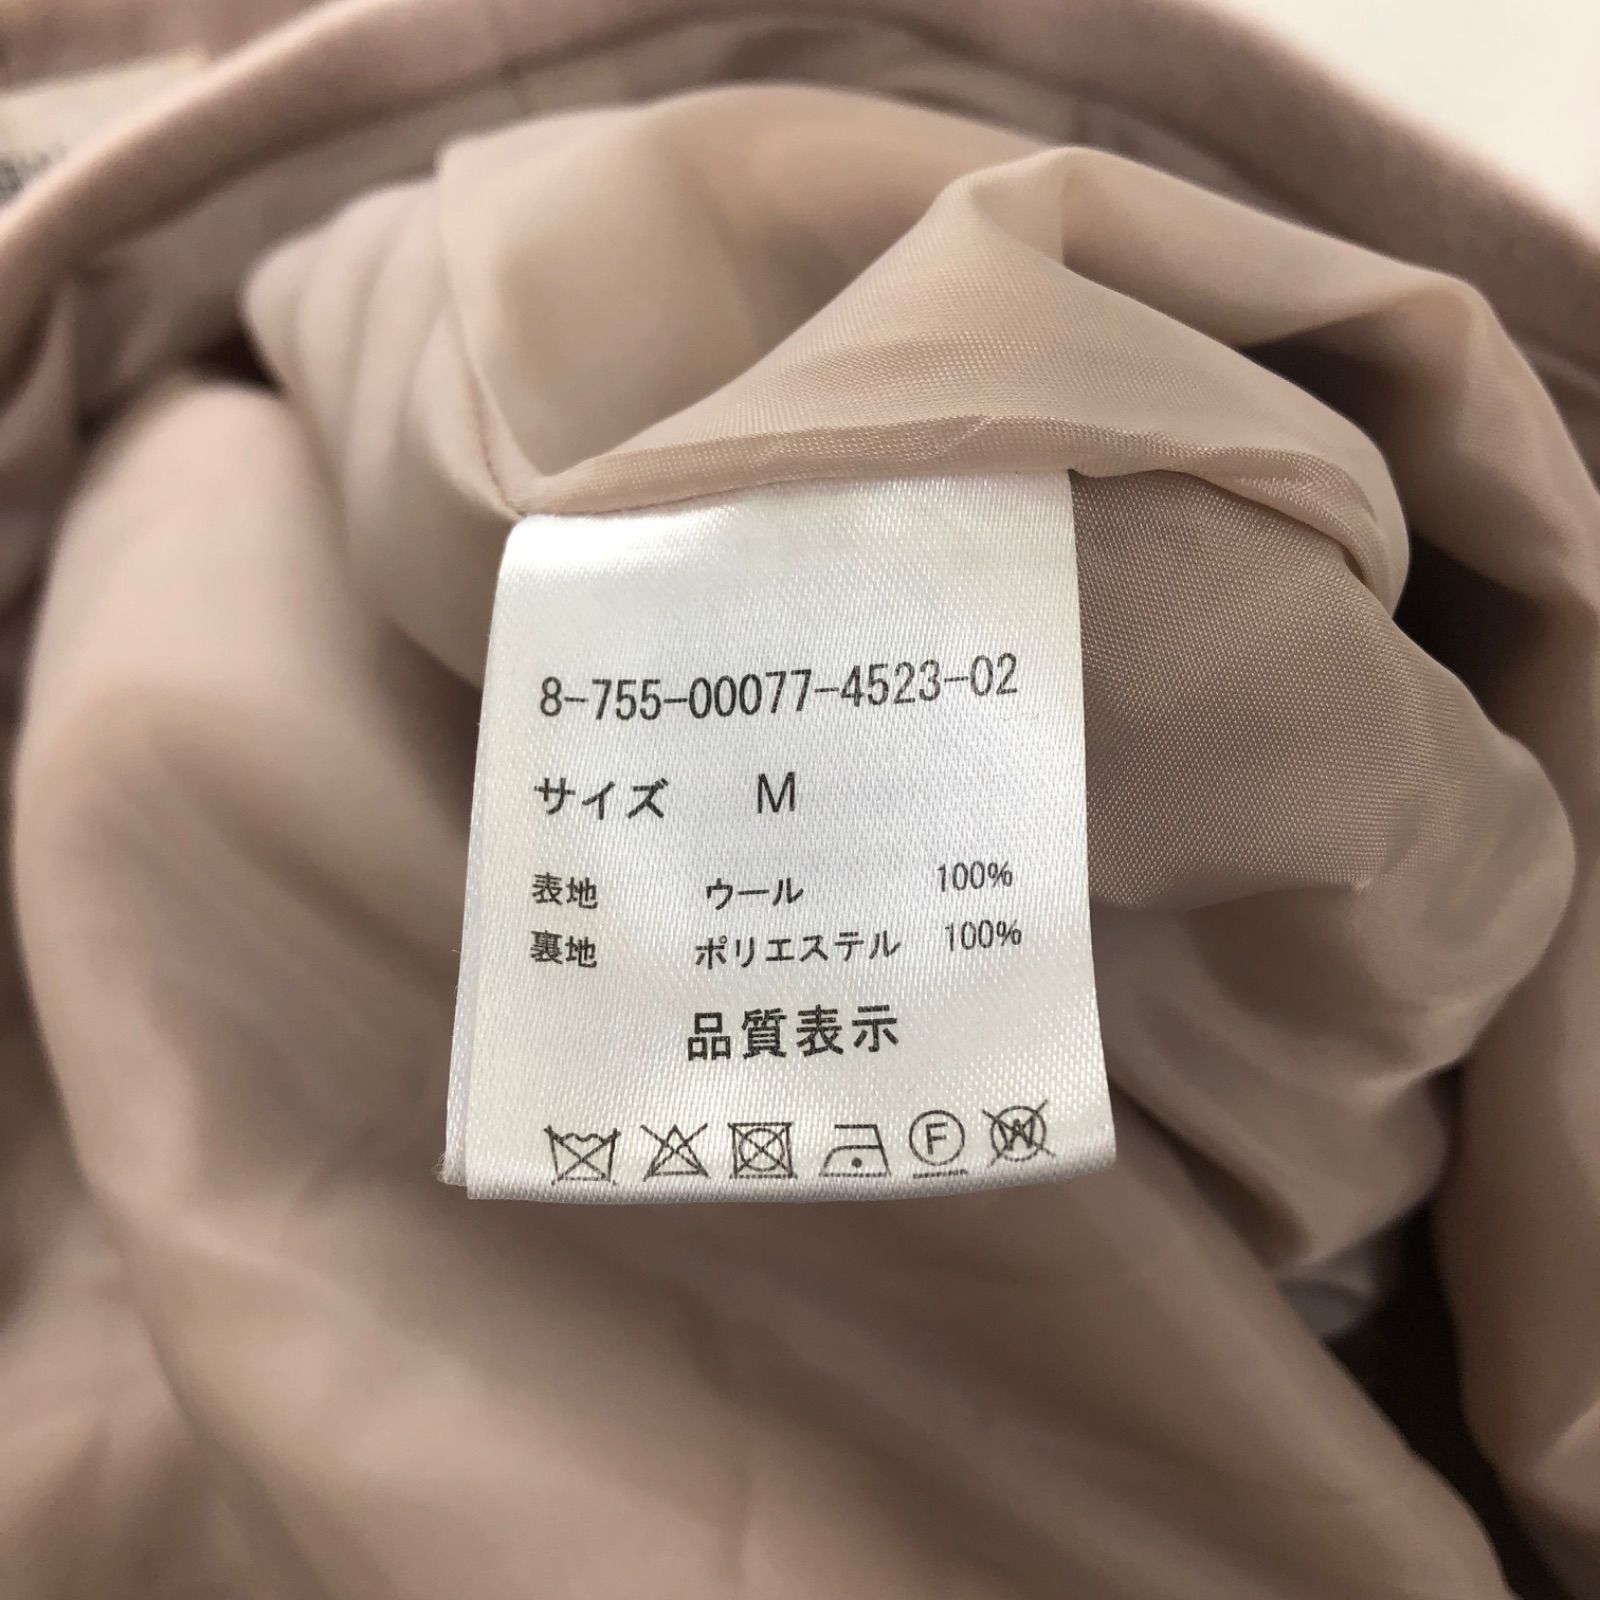 8-755-00077-4523-02
サイズ M
表地 ウール 100%
裏地 ポリエステル 100%
品質表示
F W